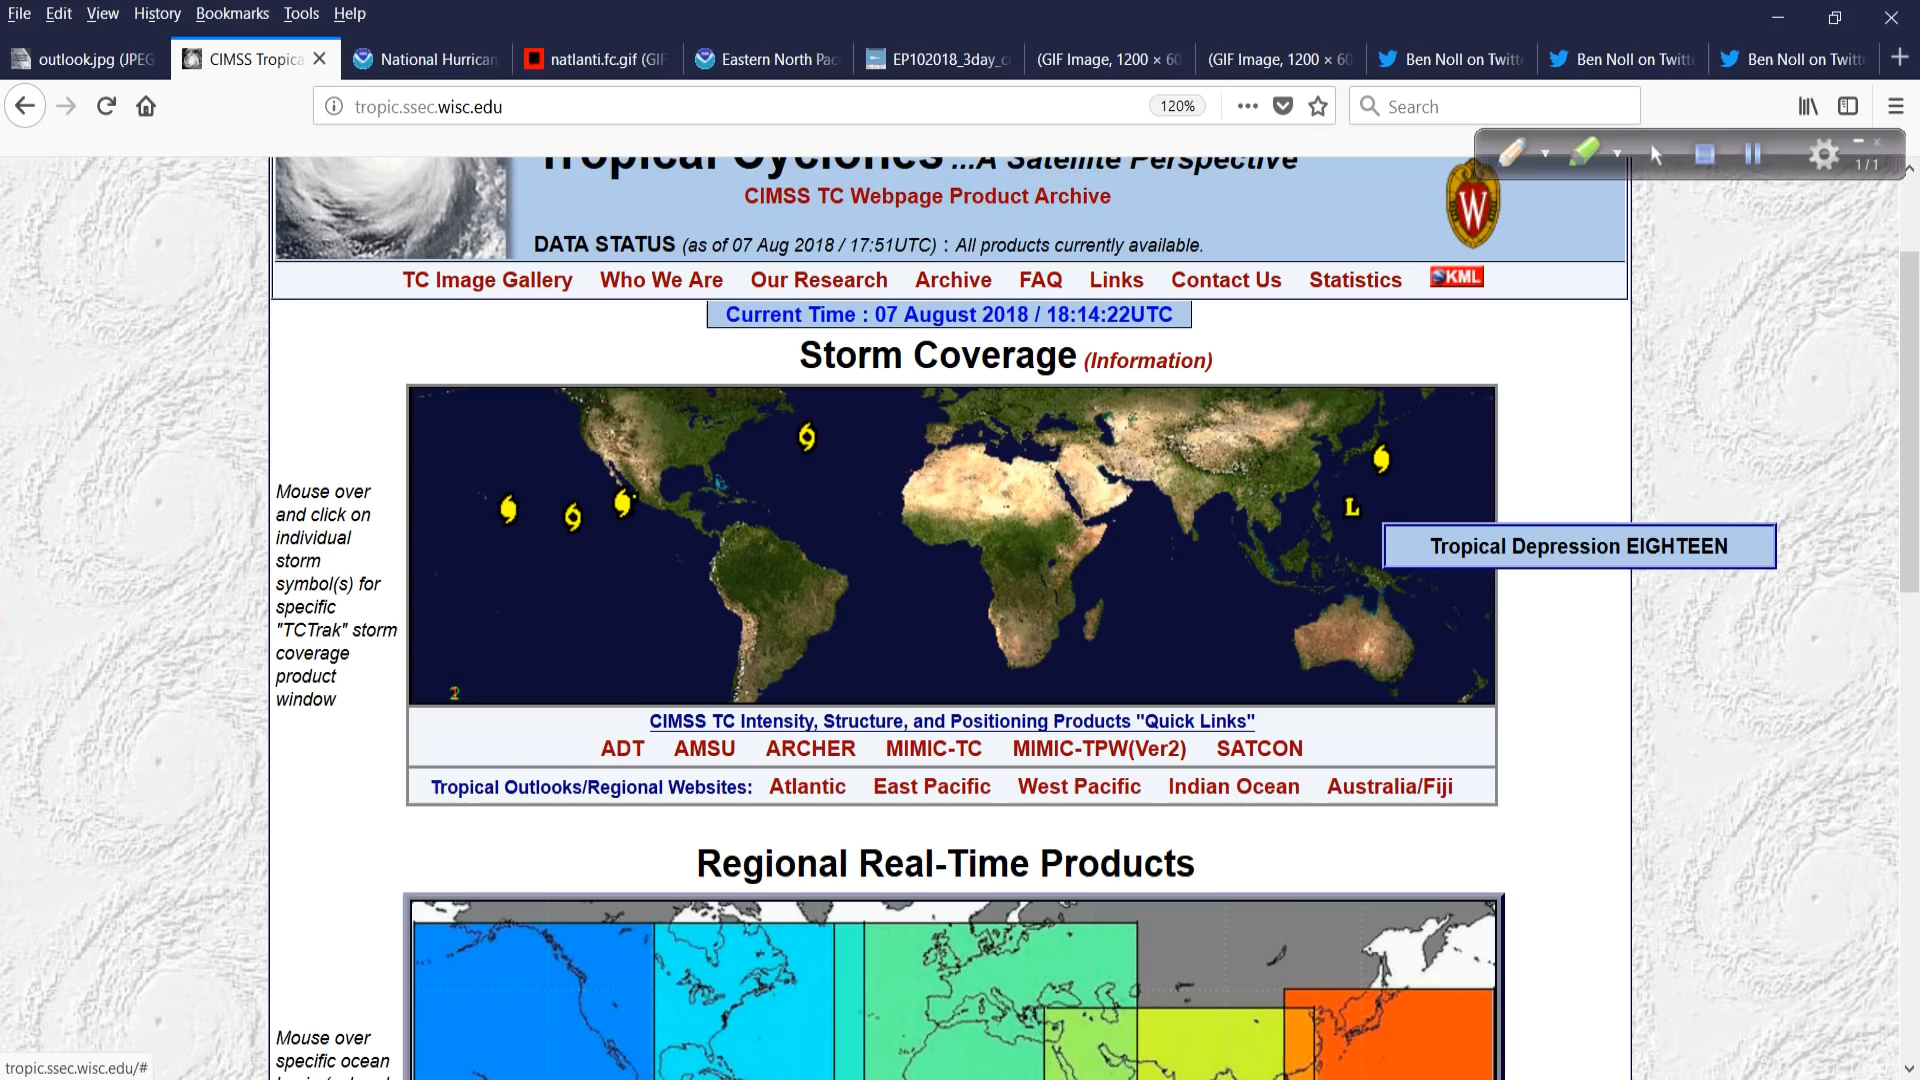 File Edit View History Bookmarks Tools Help
outlook.jpg (JPEG CIMSS Tropica National Hurrican natlanti.fc.gif (GIF Eastern North Pac EP102018_3day_c (GIF Image, 1200 × 60 (GIF Image, 1200 × 60 Ben Noll on Twitt Ben Noll on Twitt Ben Noll on Twitt
tropic.ssec.wisc.edu 120% Search
1/1
Tropical Cyclones ...A Satellite Perspective
CIMSS TC Webpage Product Archive
W
DATA STATUS (as of 07 Aug 2018 / 17:51UTC) : All products currently available.
TC Image Gallery Who We Are Our Research Archive FAQ Links Contact Us Statistics KML
Current Time : 07 August 2018 / 18:14:22UTC
Storm Coverage (Information)
Mouse over
and click on
individual
storm
symbol(s) for
specific
"TCTrak" storm
coverage
product
window
L
Tropical Depression EIGHTEEN
2
CIMSS TC Intensity, Structure, and Positioning Products "Quick Links"
ADT AMSU ARCHER MIMIC-TC MIMIC-TPW(Ver2) SATCON
Tropical Outlooks/Regional Websites: Atlantic East Pacific West Pacific Indian Ocean Australia/Fiji
Regional Real-Time Products
Mouse over
specific ocean
tropic.ssec.wisc.edu/#